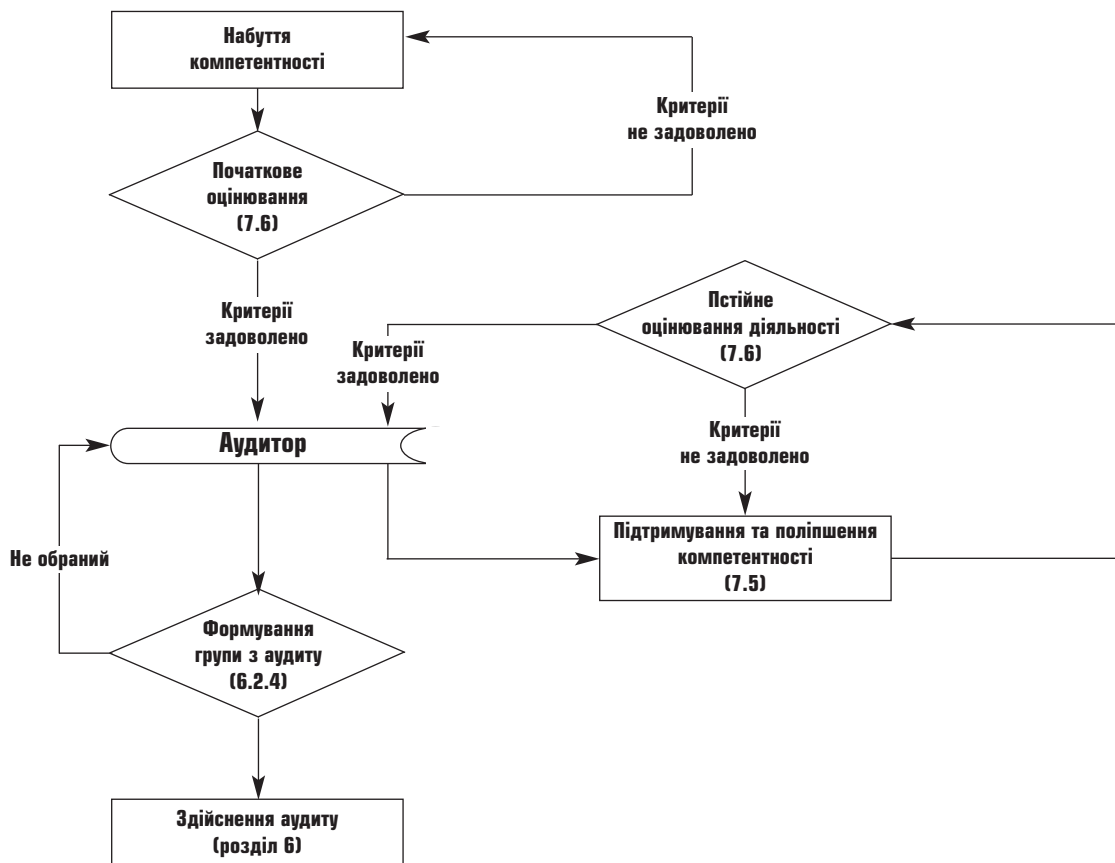 Набуття
компетентності
Критерії
не задоволено
Початкове
оцінювання
(7.6)
Критерії
задоволено
Пстійне
оцінювання діяльності
(7.6)
Критерії
задоволено
Аудитор
Критерії
не задоволено
Не обраний
Підтримування та поліпшення
компетентності
(7.5)
Формування
групи з аудиту
(6.2.4)
Здійснення аудиту
(розділ 6)